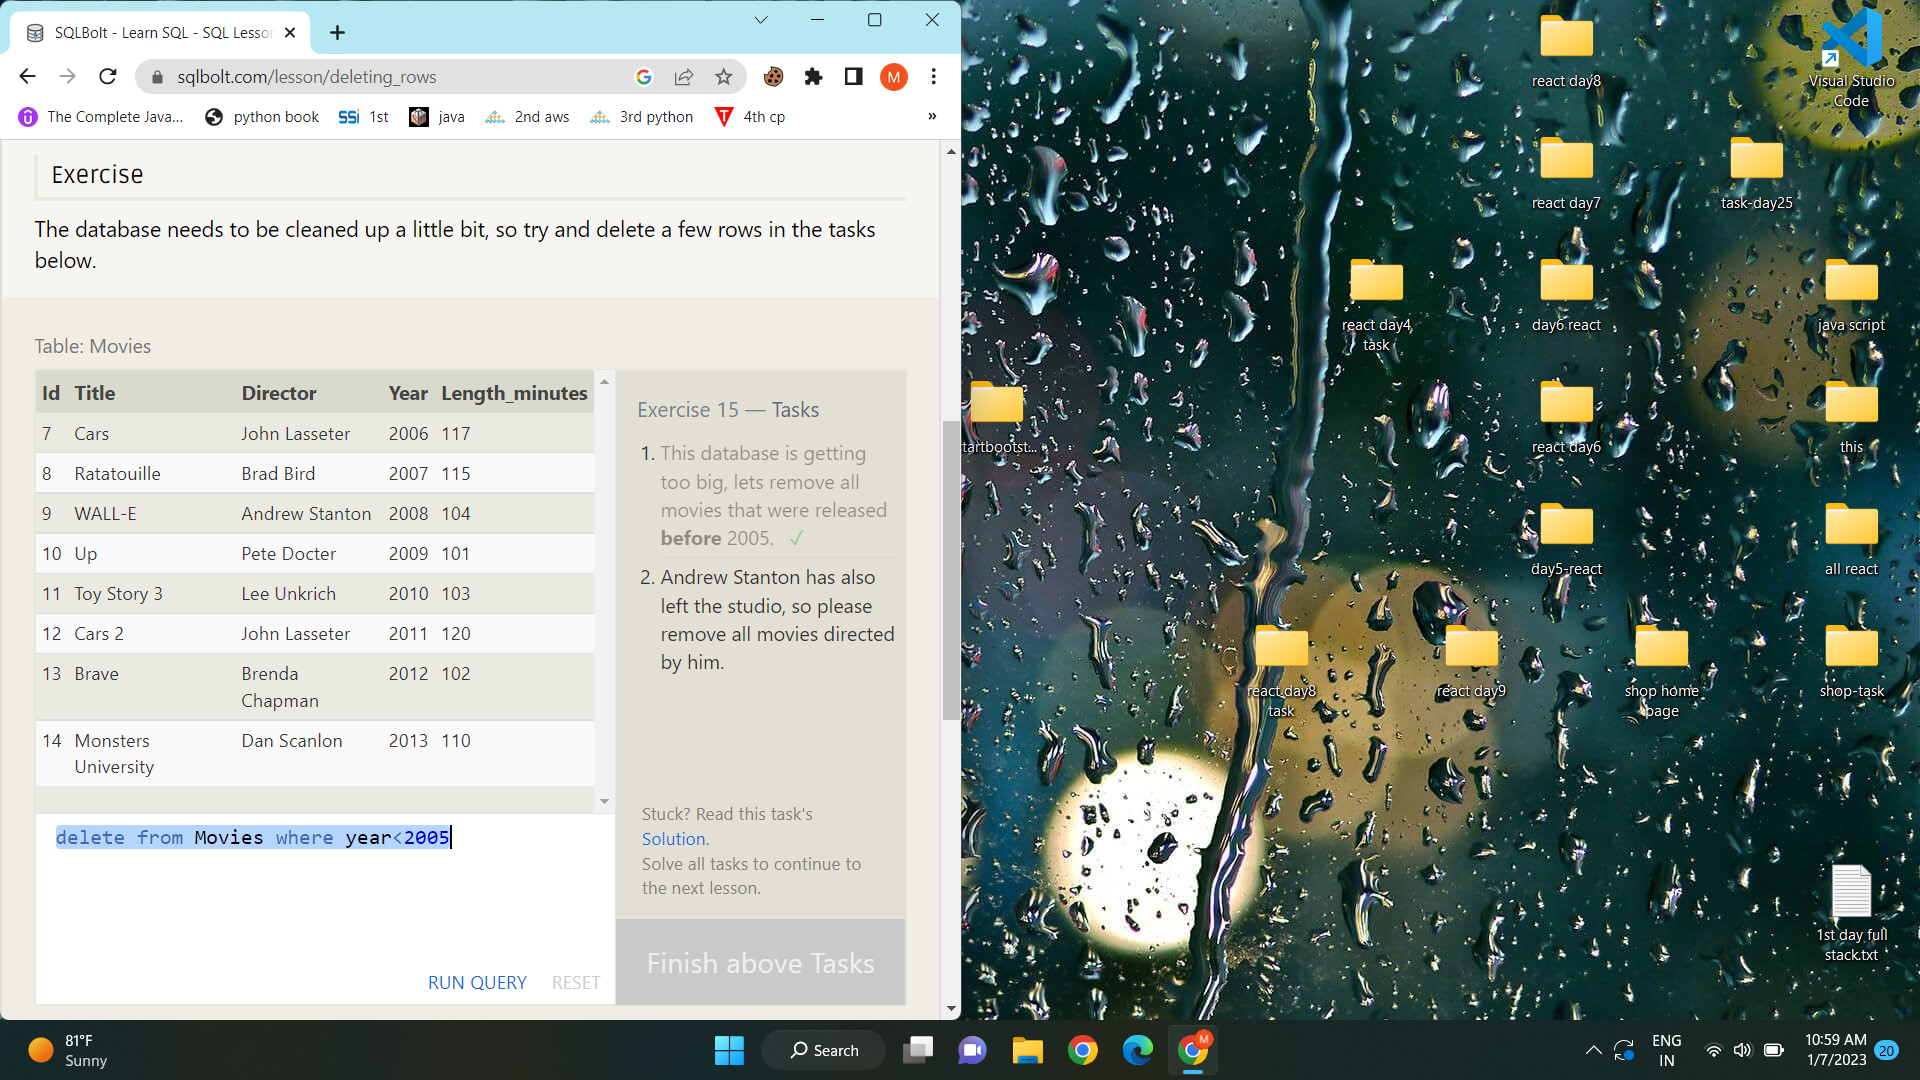 SQLBolt - Learn SQL - SQL Lesson
sqlbolt.com/lesson/deleting_rows
M
The Complete Java...
python book
SSi 1st
java
2nd aws
3rd python
T 4th cp
»
Exercise
The database needs to be cleaned up a little bit, so try and delete a few rows in the tasks
below.
Table: Movies
Id Title Director Year Length_minutes
7 Cars John Lasseter 2006 117
8 Ratatouille Brad Bird 2007 115
9 WALL-E Andrew Stanton 2008 104
10 Up Pete Docter 2009 101
11 Toy Story 3 Lee Unkrich 2010 103
12 Cars 2 John Lasseter 2011 120
13 Brave Brenda Chapman 2012 102
14 Monsters University Dan Scanlon 2013 110
Exercise 15 — Tasks
1. This database is getting
too big, lets remove all
movies that were released
before 2005. ✓
2. Andrew Stanton has also
left the studio, so please
remove all movies directed
by him.
Stuck? Read this task's
Solution.
Solve all tasks to continue to
the next lesson.
delete from Movies where year<2005
RUN QUERY RESET
Finish above Tasks
react day8
Visual Studio
Code
react day7
task-day25
react day4
task
day6 react
java script
tartbootst...
react day6
this
day5-react
all react
react day8
task
react day9
shop home
page
shop-task
1st day full
stack.txt
81°F
Sunny
Search
M
ENG
IN
10:59 AM
1/7/2023
20